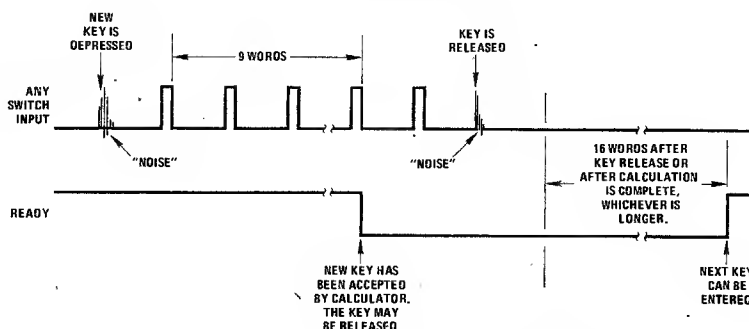 NEW
KEY IS
DEPRESSED
9 WORDS
KEY IS
RELEASED
ANY
SWITCH
INPUT
"NOISE"
"NOISE"
16 WORDS AFTER
KEY RELEASE OR
AFTER CALCULATION
IS COMPLETE,
WHICHEVER IS
LONGER.
READY
NEW KEY HAS
BEEN ACCEPTED
BY CALCULATOR.
THE KEY MAY
BE RELEASED
NEXT KEY
CAN BE
ENTERED